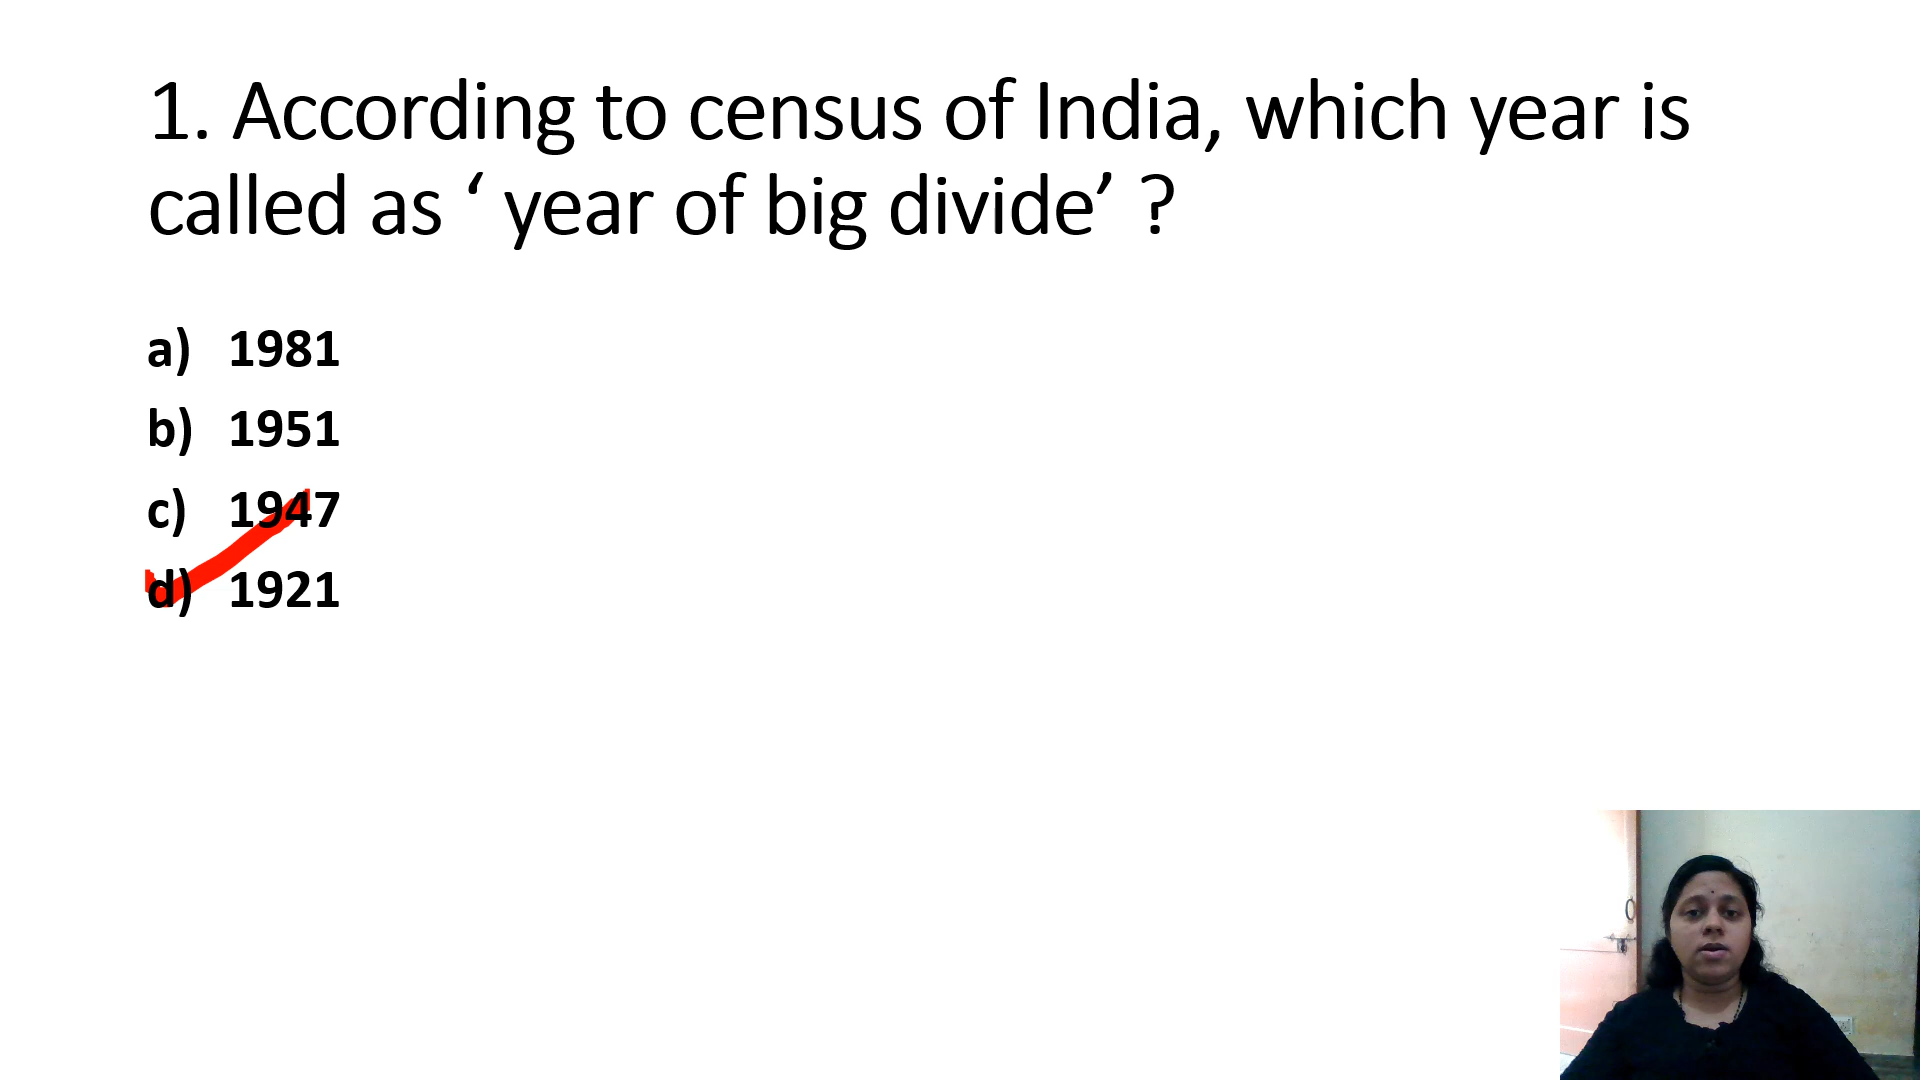 1. According to census of India, which year is
called as ‘ year of big divide’ ?
a) 1981
b) 1951
c) 1947
d) 1921